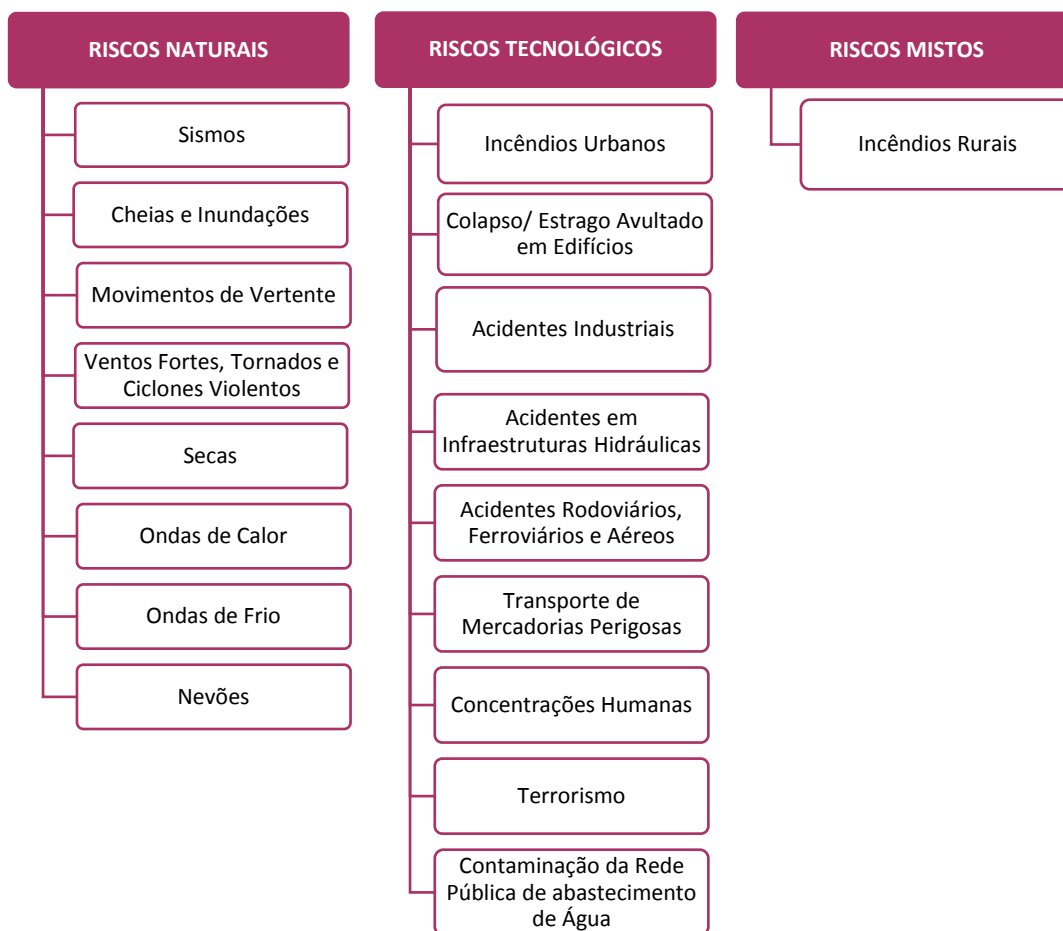 RISCOS NATURAIS
Sismos
Cheias e Inundações
Movimentos de Vertente
Ventos Fortes, Tornados e
Ciclones Violentos
Secas
Ondas de Calor
Ondas de Frio
Nevões
RISCOS TECNOLÓGICOS
Incêndios Urbanos
Colapso/ Estrago Avultado
em Edifícios
Acidentes Industriais
Acidentes em
Infraestruturas Hidráulicas
Acidentes Rodoviários,
Ferroviários e Aéreos
Transporte de
Mercadorias Perigosas
Concentrações Humanas
Terrorismo
Contaminação da Rede
Pública de abastecimento
de Água
RISCOS MISTOS
Incêndios Rurais